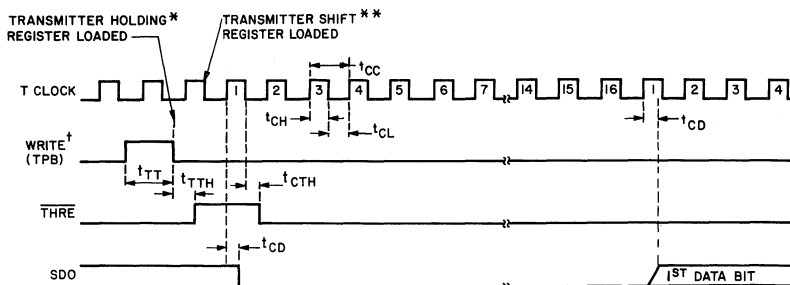 TRANSMITTER HOLDING*
REGISTER LOADED
TRANSMITTER SHIFT**
REGISTER LOADED
tCC
T CLOCK
1 2 3 4 5 6 7 14 15 16 1 2 3 4
tCH
tCL
tCD
WRITE†
(TPB)
tTT
tTTH
tCTH
THRE
tCD
SDO
1ST DATA BIT